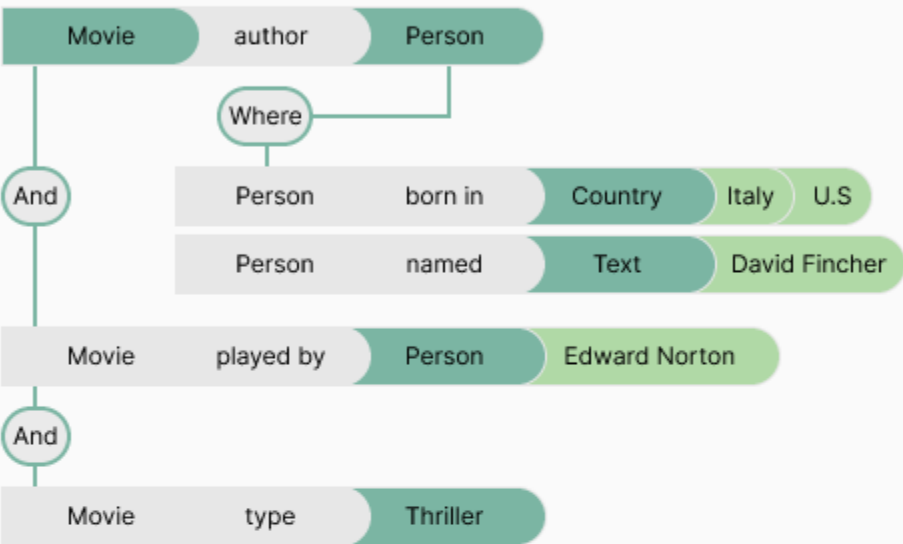 Movie author Person
Where
And
Person born in Country Italy U.S
Person named Text David Fincher
Movie played by Person Edward Norton
And
Movie type Thriller